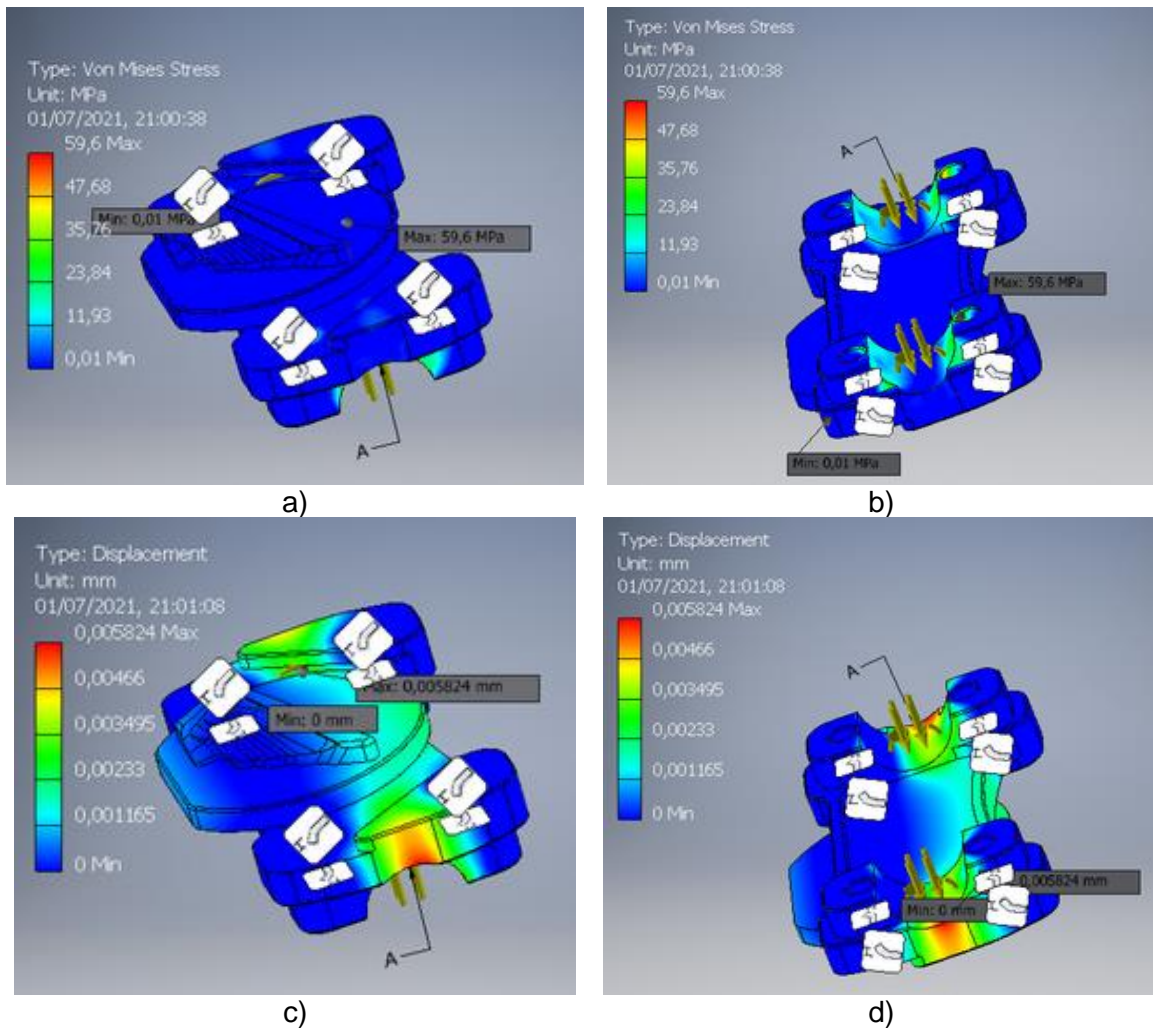 Type: Von Mises Stress
Unit: MPa
01/07/2021, 21:00:38
59,6 Max
47,68
35,76
23,84
11,93
0,01 Min
Min: 0,01 MPa
Max: 59,6 MPa
A
a)
Type: Von Mises Stress
Unit: MPa
01/07/2021, 21:00:38
59,6 Max
47,68
35,76
23,84
11,93
0,01 Min
A
Max: 59,6 MPa
Min: 0,01 MPa
b)
Type: Displacement
Unit: mm
01/07/2021, 21:01:08
0,005824 Max
0,00466
0,003495
0,00233
0,001165
0 Min
Max: 0,005824 mm
Min: 0 mm
A
c)
Type: Displacement
Unit: mm
01/07/2021, 21:01:08
0,005824 Max
0,00466
0,003495
0,00233
0,001165
0 Min
A
0,005824 mm
Min: 0 mm
d)